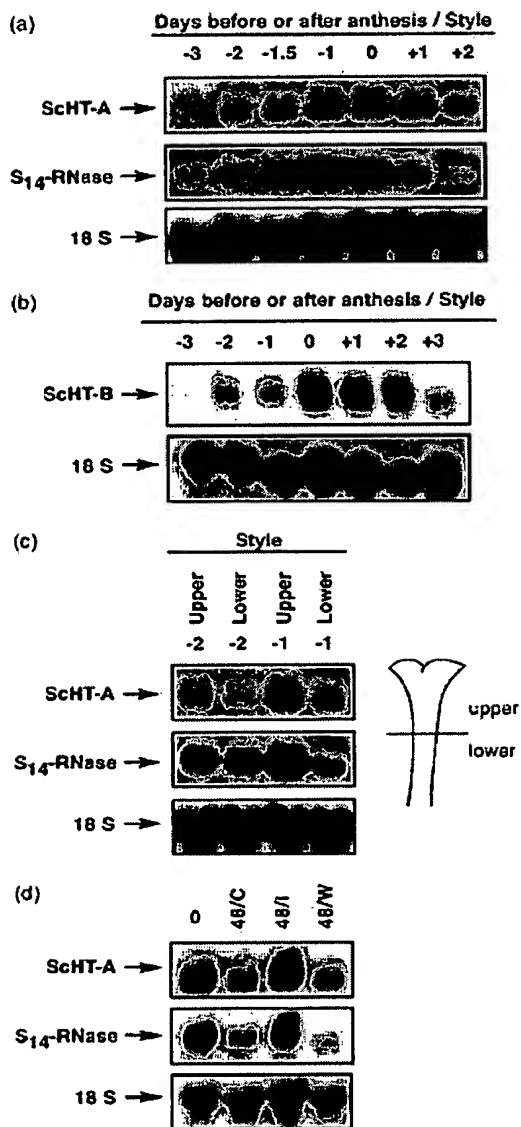 (a)
Days before or after anthesis / Style
-3 -2 -1.5 -1 0 +1 +2
ScHT-A
S14-RNase
18 S
(b)
Days before or after anthesis / Style
-3 -2 -1 0 +1 +2 +3
ScHT-B
18 S
(c)
Style
Upper Lower Upper Lower
-2 -2 -1 -1
ScHT-A
upper
lower
S14-RNase
18 S
(d)
0 48/C 48/I 48/W
ScHT-A
S14-RNase
18 S